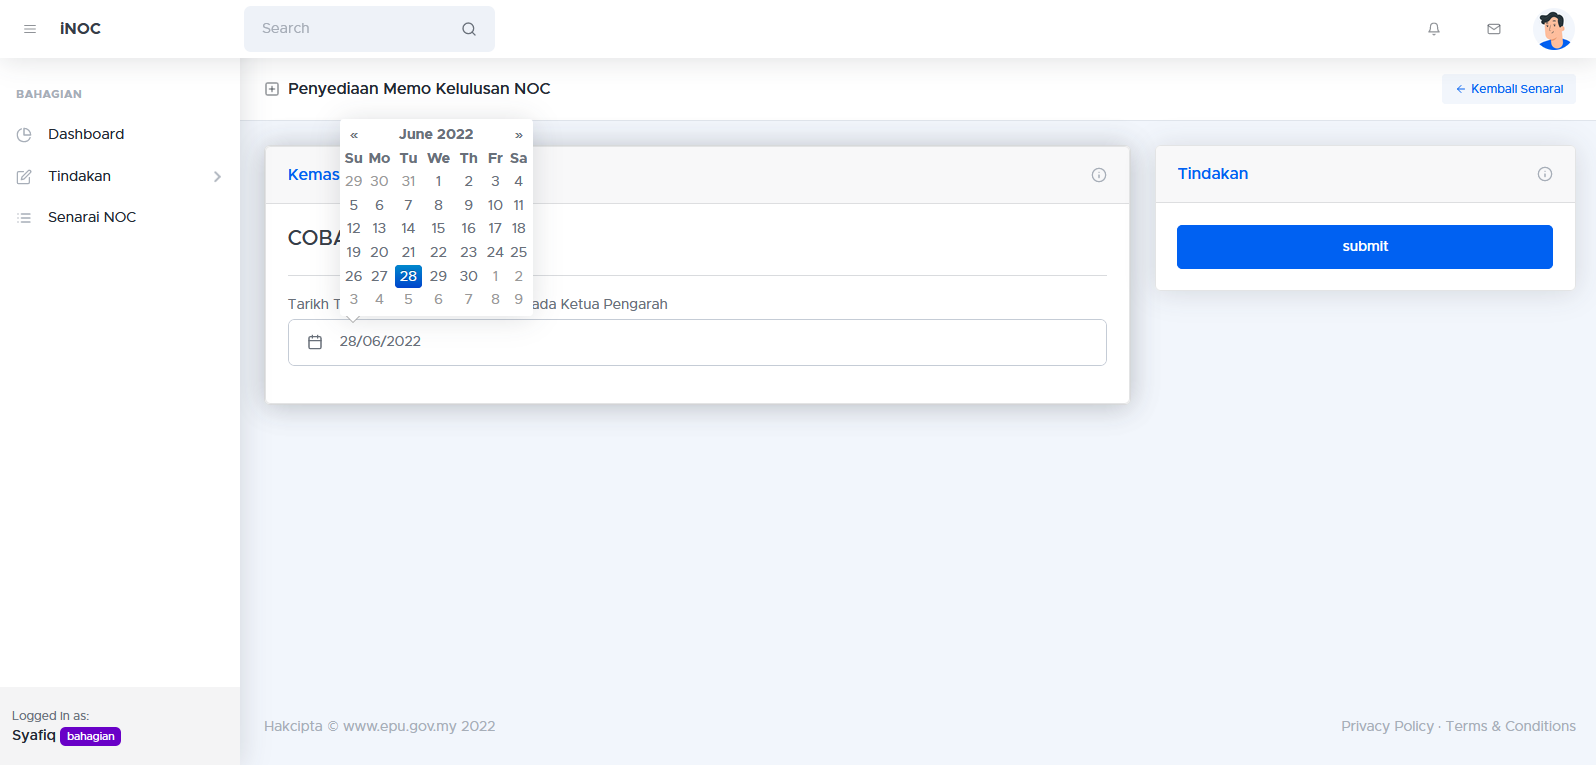 iNOC
Search
BAHAGIAN
Dashboard
Tindakan
Senarai NOC
Logged in as:
Syafiq bahagian
Penyediaan Memo Kelulusan NOC
Kembali Senarai
« June 2022 »
Su Mo Tu We Th Fr Sa
29 30 31 1 2 3 4
5 6 7 8 9 10 11
12 13 14 15 16 17 18
19 20 21 22 23 24 25
26 27 28 29 30 1 2
3 4 5 6 7 8 9
Kemas
COBA
Tarikh T ada Ketua Pengarah
28/06/2022
Tindakan
submit
Hakcipta © www.epu.gov.my 2022
Privacy Policy · Terms & Conditions